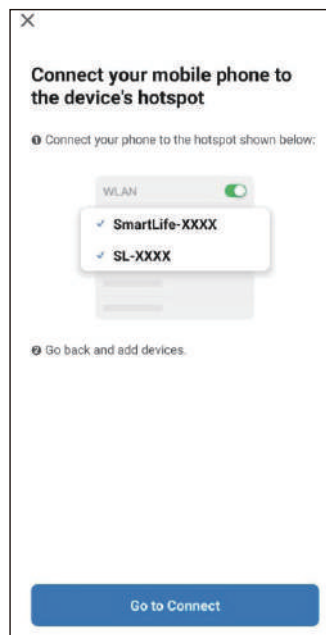 Connect your mobile phone to
the device's hotspot
❶ Connect your phone to the hotspot shown below:
WLAN
SmartLife-XXXX
SL-XXXX
❷ Go back and add devices.
Go to Connect